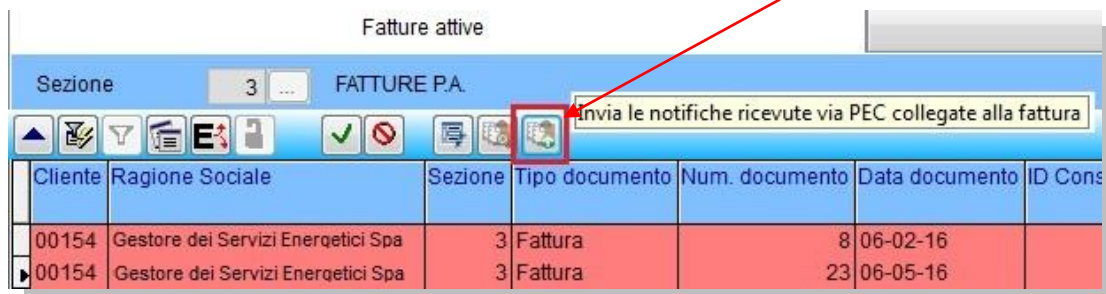 Fatture attive
Sezione 3 ... FATTURE P.A.
Invia le notifiche ricevute via PEC collegate alla fattura
E
Cliente Ragione Sociale Sezione Tipo documento Num. documento Data documento ID Cons
00154 Gestore dei Servizi Energetici Spa 3 Fattura 8 06-02-16
00154 Gestore dei Servizi Energetici Spa 3 Fattura 23 06-05-16